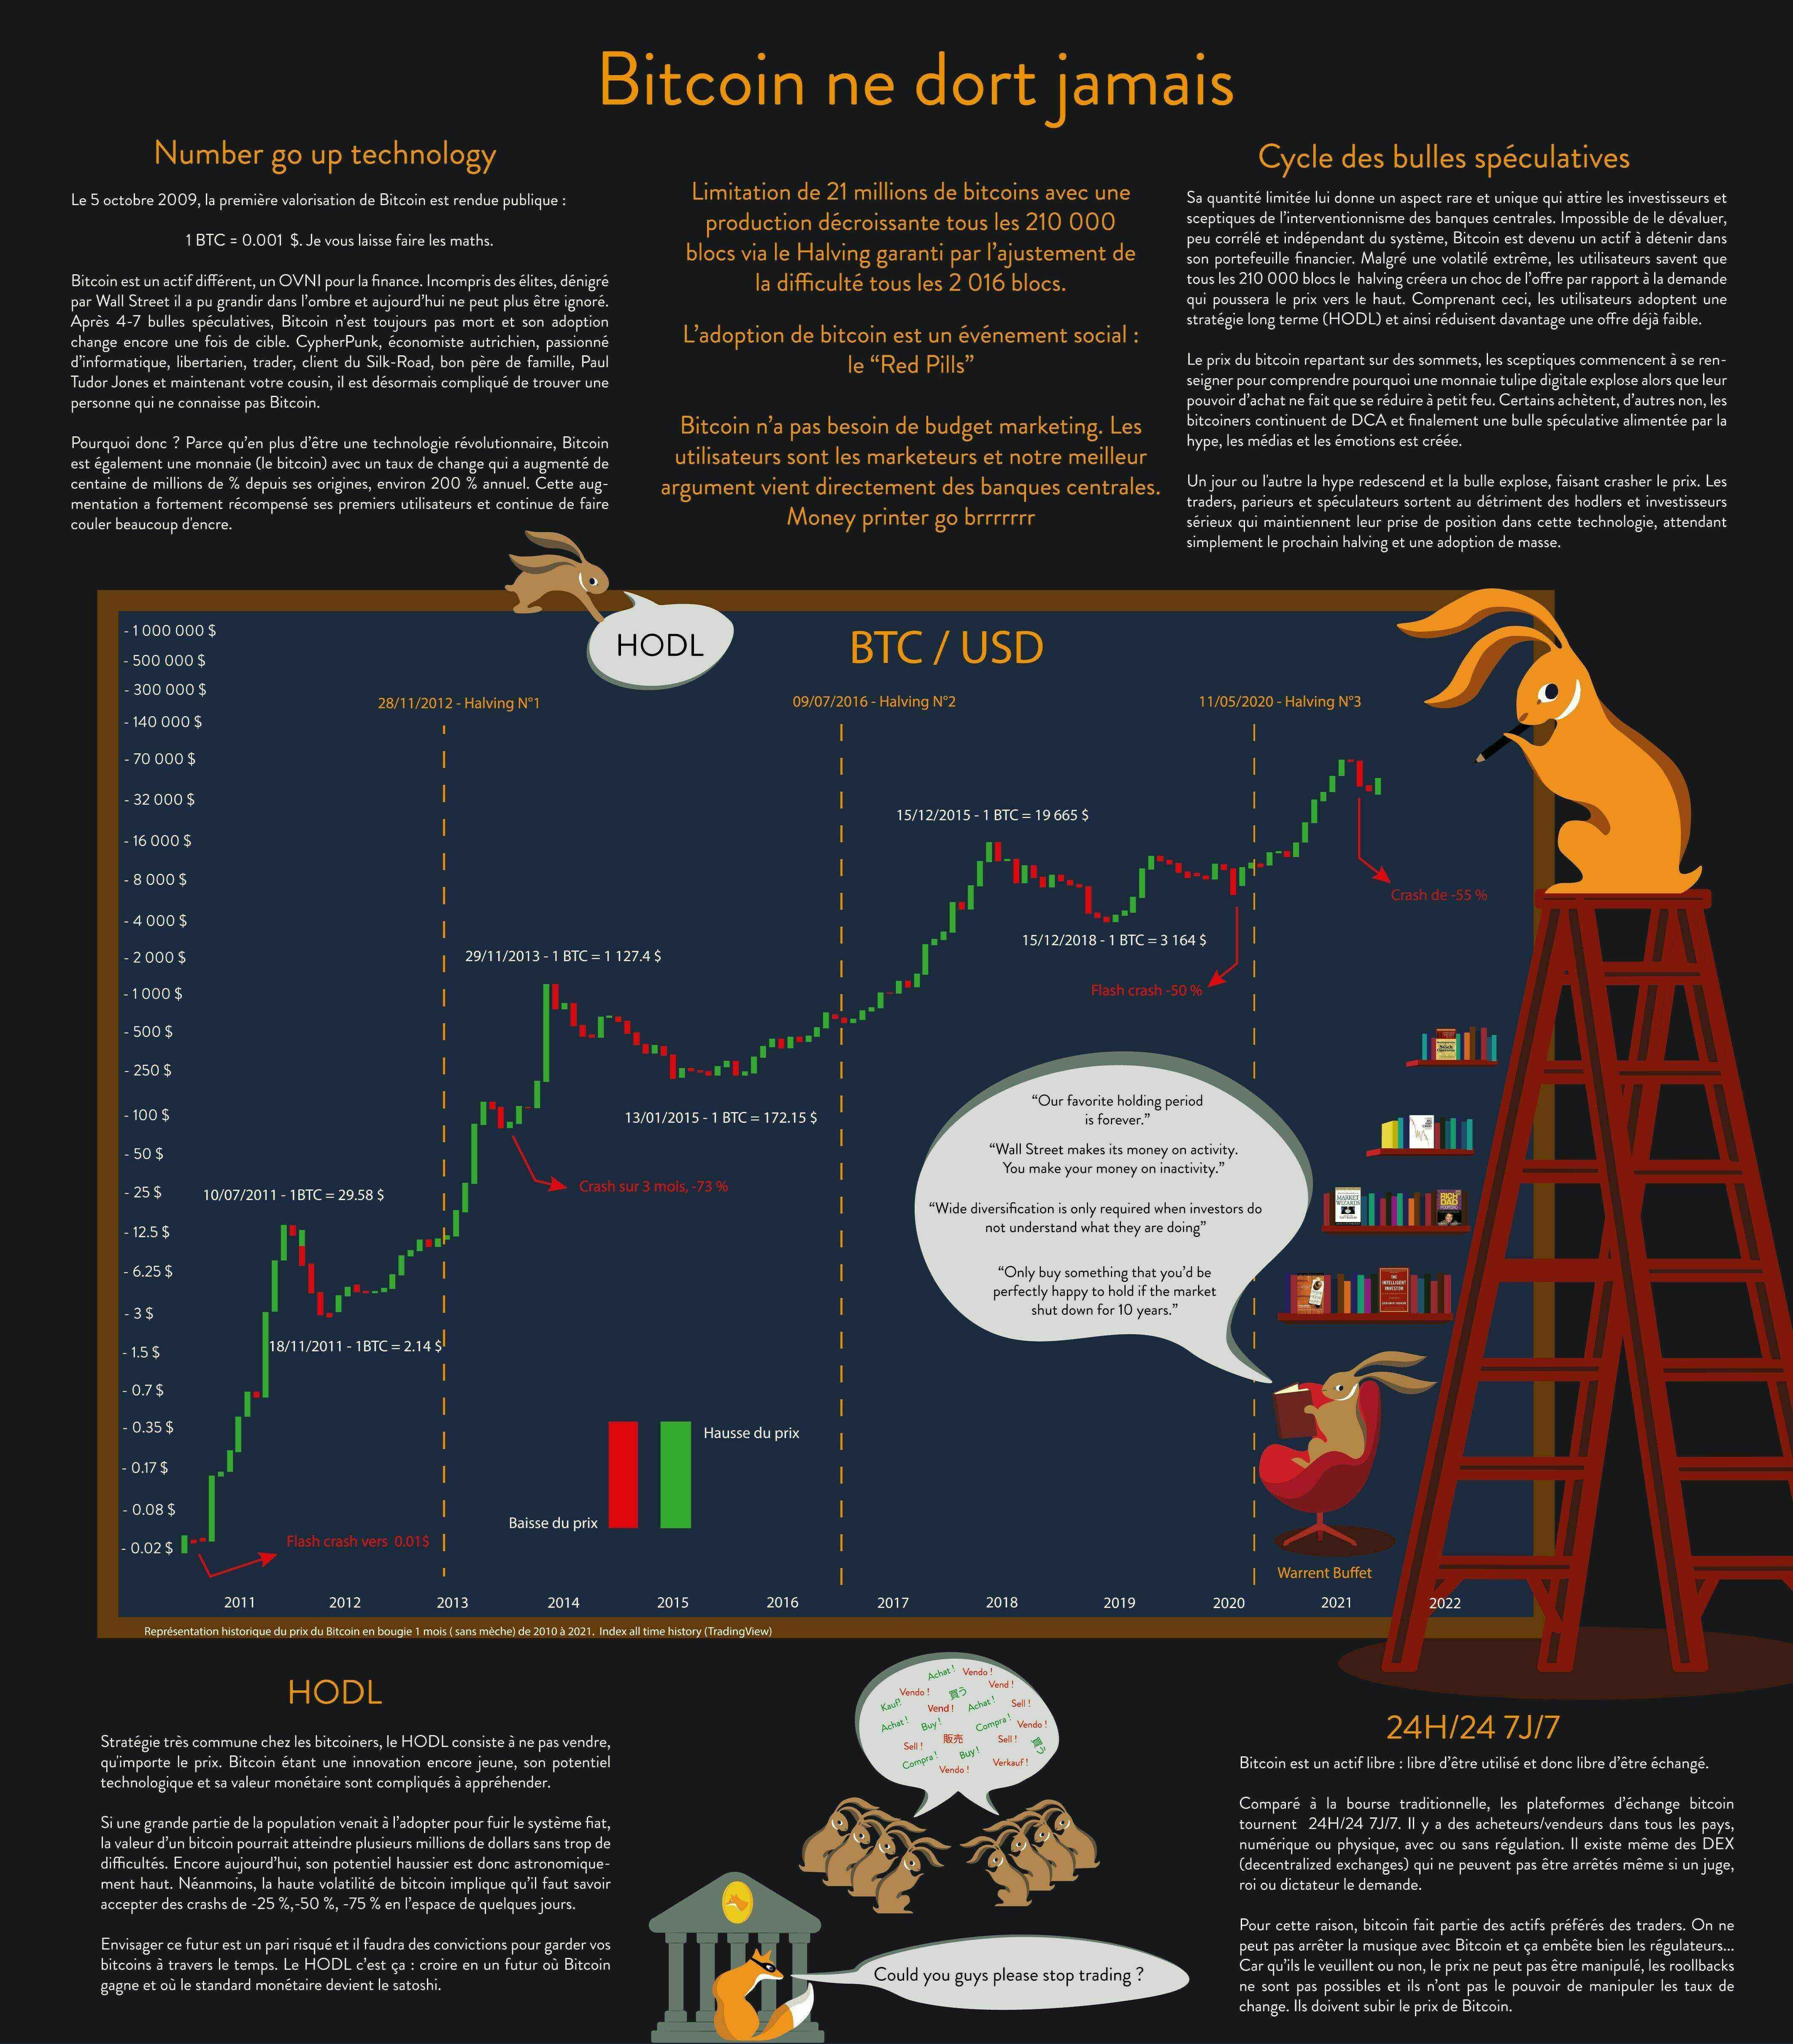 Bitcoin ne dort jamais
Number go up technology
Le 5 octobre 2009, la première valorisation de Bitcoin est rendue publique :
1 BTC = 0.001 $. Je vous laisse faire les maths.
Bitcoin est un actif différent, un OVNI pour la finance. Incompris des élites, dénigré
par Wall Street il a pu grandir dans l'ombre et aujourd'hui ne peut plus être ignoré.
Après 4-7 bulles spéculatives, Bitcoin n'est toujours pas mort et son adoption
change encore une fois de cible. CypherPunk, économiste autrichien, passionné
d'informatique, libertarien, trader, client du Silk-Road, bon père de famille, Paul
Tudor Jones et maintenant votre cousin, il est désormais compliqué de trouver une
personne qui ne connaisse pas Bitcoin.
Pourquoi donc ? Parce qu'en plus d'être une technologie révolutionnaire, Bitcoin
est également une monnaie (le bitcoin) avec un taux de change qui a augmenté de
centaine de millions de % depuis ses origines, environ 200 % annuel. Cette aug-
mentation a fortement récompensé ses premiers utilisateurs et continue de faire
couler beaucoup d'encre.
Limitation de 21 millions de bitcoins avec une
production décroissante tous les 210 000
blocs via le Halving garanti par l'ajustement de
la difficulté tous les 2 016 blocs.
L'adoption de bitcoin est un événement social :
le “Red Pills”
Bitcoin n'a pas besoin de budget marketing. Les
utilisateurs sont les marketeurs et notre meilleur
argument vient directement des banques centrales.
Money printer go brrrrrrr
Cycle des bulles spéculatives
Sa quantité limitée lui donne un aspect rare et unique qui attire les investisseurs et
sceptiques de l'interventionnisme des banques centrales. Impossible de le dévaluer,
peu corrélé et indépendant du système, Bitcoin est devenu un actif à détenir dans
son portefeuille financier. Malgré une volatilé extrême, les utilisateurs savent que
tous les 210 000 blocs le halving créera un choc de l'offre par rapport à la demande
qui poussera le prix vers le haut. Comprenant ceci, les utilisateurs adoptent une
stratégie long terme (HODL) et ainsi réduisent davantage une offre déjà faible.
Le prix du bitcoin repartant sur des sommets, les sceptiques commencent à se ren-
seigner pour comprendre pourquoi une monnaie tulipe digitale explose alors que leur
pouvoir d'achat ne fait que se réduire à petit feu. Certains achètent, d'autres non, les
bitcoiners continuent de DCA et finalement une bulle spéculative alimentée par la
hype, les médias et les émotions est créée.
Un jour ou l'autre la hype redescend et la bulle explose, faisant crasher le prix. Les
traders, parieurs et spéculateurs sortent au détriment des hodlers et investisseurs
sérieux qui maintiennent leur prise de position dans cette technologie, attendant
simplement le prochain halving et une adoption de masse.
HODL
BTC / USD
- 1 000 000 $
- 500 000 $
- 300 000 $
- 140 000 $
- 70 000 $
- 32 000 $
- 16 000 $
- 8 000 $
- 4 000 $
- 2 000 $
- 1 000 $
- 500 $
- 250 $
- 100 $
- 50 $
- 25 $
- 12.5 $
- 6.25 $
- 3 $
- 1.5 $
- 0.7 $
- 0.35 $
- 0.17 $
- 0.08 $
- 0.02 $
28/11/2012 - Halving N°1
09/07/2016 - Halving N°2
11/05/2020 - Halving N°3
15/12/2015 - 1 BTC = 19 665 $
Crash de -55 %
15/12/2018 - 1 BTC = 3 164 $
29/11/2013 - 1 BTC = 1 127.4 $
Flash crash -50 %
13/01/2015 - 1 BTC = 172.15 $
Crash sur 3 mois, -73 %
10/07/2011 - 1BTC = 29.58 $
18/11/2011 - 1BTC = 2.14 $
Flash crash vers 0.01$
Hausse du prix
Baisse du prix
“Our favorite holding period
is forever.”
“Wall Street makes its money on activity.
You make your money on inactivity.”
“Wide diversification is only required when investors do
not understand what they are doing”
“Only buy something that you'd be
perfectly happy to hold if the market
shut down for 10 years.”
MARKET
WIZARDS
RICH
DAD
THE
INTELLIGENT
INVESTOR
Warrent Buffet
2011 2012 2013 2014 2015 2016 2017 2018 2019 2020 2021 2022
Représentation historique du prix du Bitcoin en bougie 1 mois ( sans mèche) de 2010 à 2021. Index all time history (TradingView)
HODL
Stratégie très commune chez les bitcoiners, le HODL consiste à ne pas vendre,
qu'importe le prix. Bitcoin étant une innovation encore jeune, son potentiel
technologique et sa valeur monétaire sont compliqués à appréhender.
Si une grande partie de la population venait à l'adopter pour fuir le système fiat,
la valeur d'un bitcoin pourrait atteindre plusieurs millions de dollars sans trop de
difficultés. Encore aujourd'hui, son potentiel haussier est donc astronomique-
ment haut. Néanmoins, la haute volatilité de bitcoin implique qu'il faut savoir
accepter des crashs de -25 %,-50 %, -75 % en l'espace de quelques jours.
Envisager ce futur est un pari risqué et il faudra des convictions pour garder vos
bitcoins à travers le temps. Le HODL c'est ça : croire en un futur où Bitcoin
gagne et où le standard monétaire devient le satoshi.
Achat ! Vendo !
Vendo ! 買う Vend !
Kauf! Vend ! Achat ! Sell !
Achat ! Buy ! Compra ! Vendo !
Sell ! 販売 Sell ! 買う
Compra ! Buy ! Verkauf !
Vendo !
Could you guys please stop trading ?
24H/24 7J/7
Bitcoin est un actif libre : libre d'être utilisé et donc libre d'être échangé.
Comparé à la bourse traditionnelle, les plateformes d'échange bitcoin
tournent 24H/24 7J/7. Il y a des acheteurs/vendeurs dans tous les pays,
numérique ou physique, avec ou sans régulation. Il existe même des DEX
(decentralized exchanges) qui ne peuvent pas être arrêtés même si un juge,
roi ou dictateur le demande.
Pour cette raison, bitcoin fait partie des actifs préférés des traders. On ne
peut pas arrêter la musique avec Bitcoin et ça embête bien les régulateurs...
Car qu'ils le veuillent ou non, le prix ne peut pas être manipulé, les roollbacks
ne sont pas possibles et ils n'ont pas le pouvoir de manipuler les taux de
change. Ils doivent subir le prix de Bitcoin.